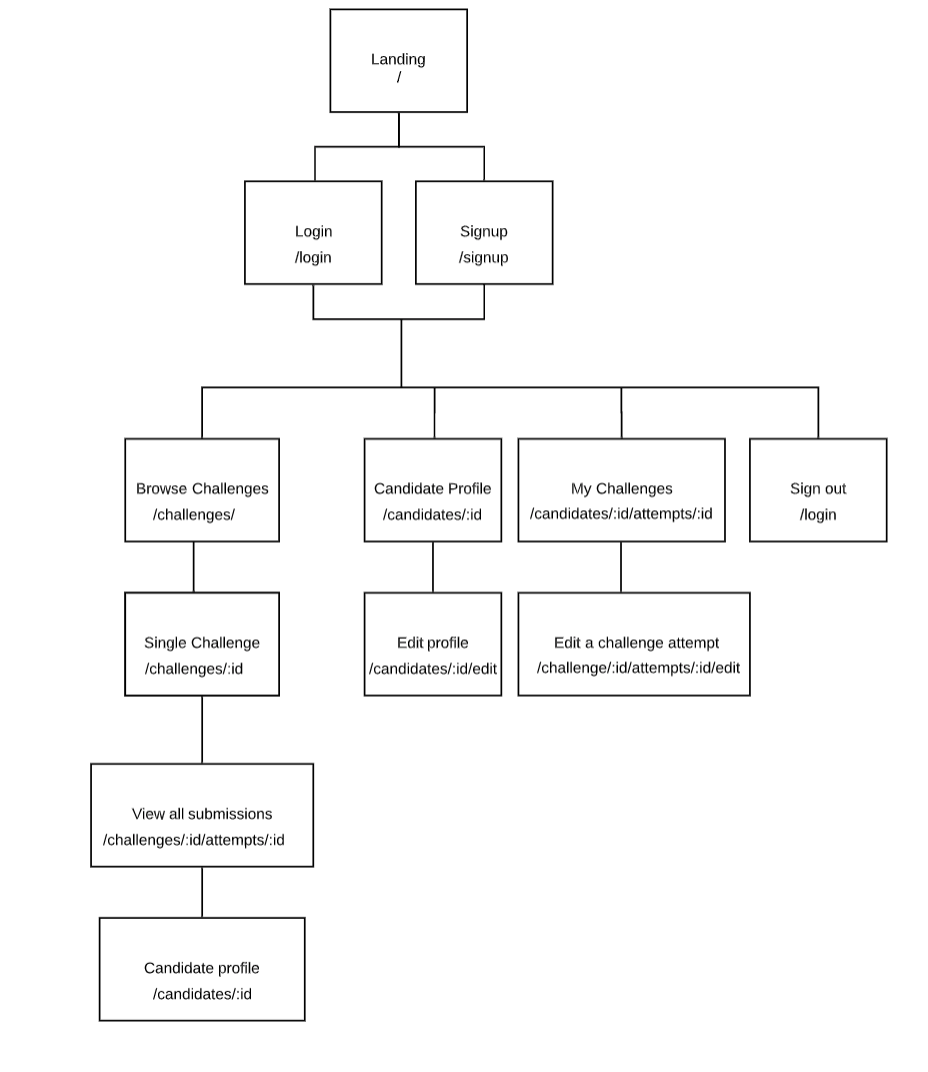 Landing
/
Login
/login
Signup
/signup
Browse Challenges
/challenges/
Candidate Profile
/candidates/:id
My Challenges
/candidates/:id/attempts/:id
Sign out
/login
Single Challenge
/challenges/:id
Edit profile
/candidates/:id/edit
Edit a challenge attempt
/challenge/:id/attempts/:id/edit
View all submissions
/challenges/:id/attempts/:id
Candidate profile
/candidates/:id